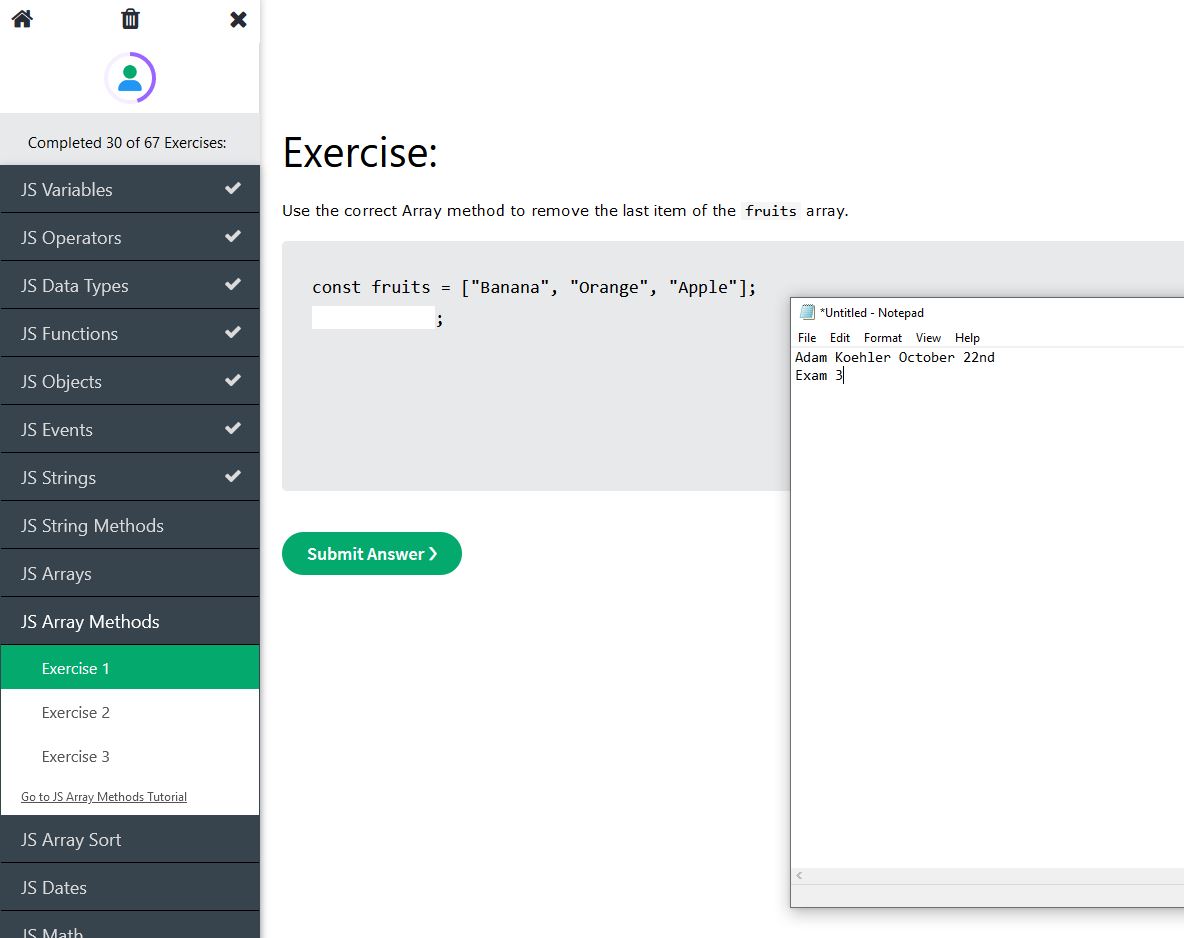 Completed 30 of 67 Exercises:
JS Variables
JS Operators
JS Data Types
JS Functions
JS Objects
JS Events
JS Strings
JS String Methods
JS Arrays
JS Array Methods
Exercise 1
Exercise 2
Exercise 3
Go to JS Array Methods Tutorial
JS Array Sort
JS Dates
JS Math
Exercise:
Use the correct Array method to remove the last item of the fruits array.
const fruits = ["Banana", "Orange", "Apple"];
;
Submit Answer ❯
*Untitled - Notepad
File Edit Format View Help
Adam Koehler October 22nd
Exam 3